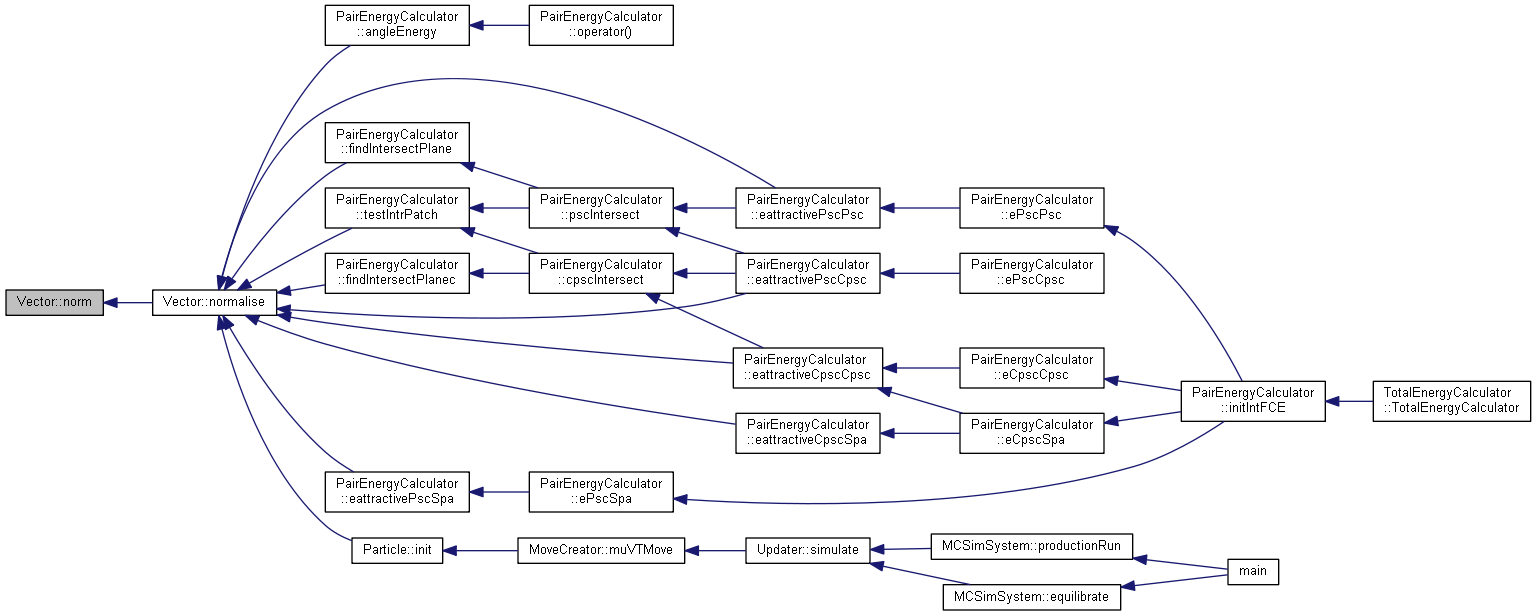 PairEnergyCalculator
::angleEnergy
PairEnergyCalculator
::operator()
PairEnergyCalculator
::findIntersectPlane
PairEnergyCalculator
::testIntrPatch
PairEnergyCalculator
::pscIntersect
PairEnergyCalculator
::eattractivePscPsc
PairEnergyCalculator
::ePscPsc
PairEnergyCalculator
::findIntersectPlanec
PairEnergyCalculator
::cpscIntersect
PairEnergyCalculator
::eattractivePscCpsc
PairEnergyCalculator
::ePscCpsc
Vector::norm
Vector::normalise
PairEnergyCalculator
::eattractiveCpscCpsc
PairEnergyCalculator
::eCpscCpsc
PairEnergyCalculator
::initIntFCE
TotalEnergyCalculator
::TotalEnergyCalculator
PairEnergyCalculator
::eattractiveCpscSpa
PairEnergyCalculator
::eCpscSpa
PairEnergyCalculator
::eattractivePscSpa
PairEnergyCalculator
::ePscSpa
Particle::init
MoveCreator::muVTMove
Updater::simulate
MCSimSystem::productionRun
main
MCSimSystem::equilibrate